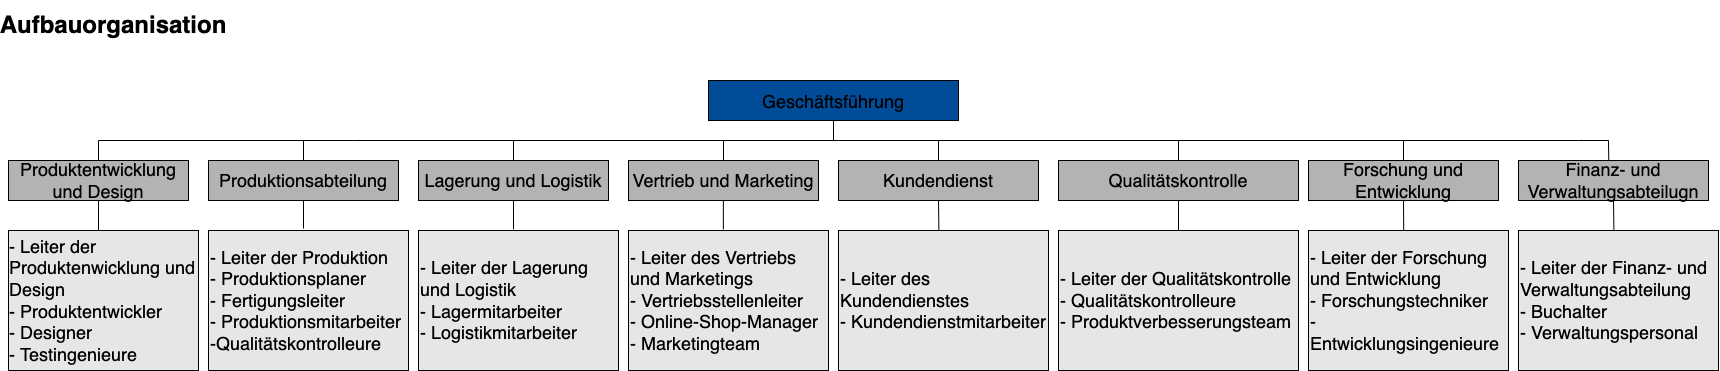 Aufbauorganisation
Geschäftsführung
Produktentwicklung
und Design
Produktionsabteilung
Lagerung und Logistik
Vertrieb und Marketing
Kundendienst
Qualitätskontrolle
Forschung und
Entwicklung
Finanz- und
Verwaltungsabteilugn
- Leiter der
Produktenwicklung und
Design
- Produktentwickler
- Designer
- Testingenieure
- Leiter der Produktion
- Produktionsplaner
- Fertigungsleiter
- Produktionsmitarbeiter
-Qualitätskontrolleure
- Leiter der Lagerung
und Logistik
- Lagermitarbeiter
- Logistikmitarbeiter
- Leiter des Vertriebs
und Marketings
- Vertriebsstellenleiter
- Online-Shop-Manager
- Marketingteam
- Leiter des
Kundendienstes
- Kundendienstmitarbeiter
- Leiter der Qualitätskontrolle
- Qualitätskontrolleure
- Produktverbesserungsteam
- Leiter der Forschung
und Entwicklung
- Forschungstechniker
-
Entwicklungsingenieure
- Leiter der Finanz- und
Verwaltungsabteilung
- Buchalter
- Verwaltungspersonal